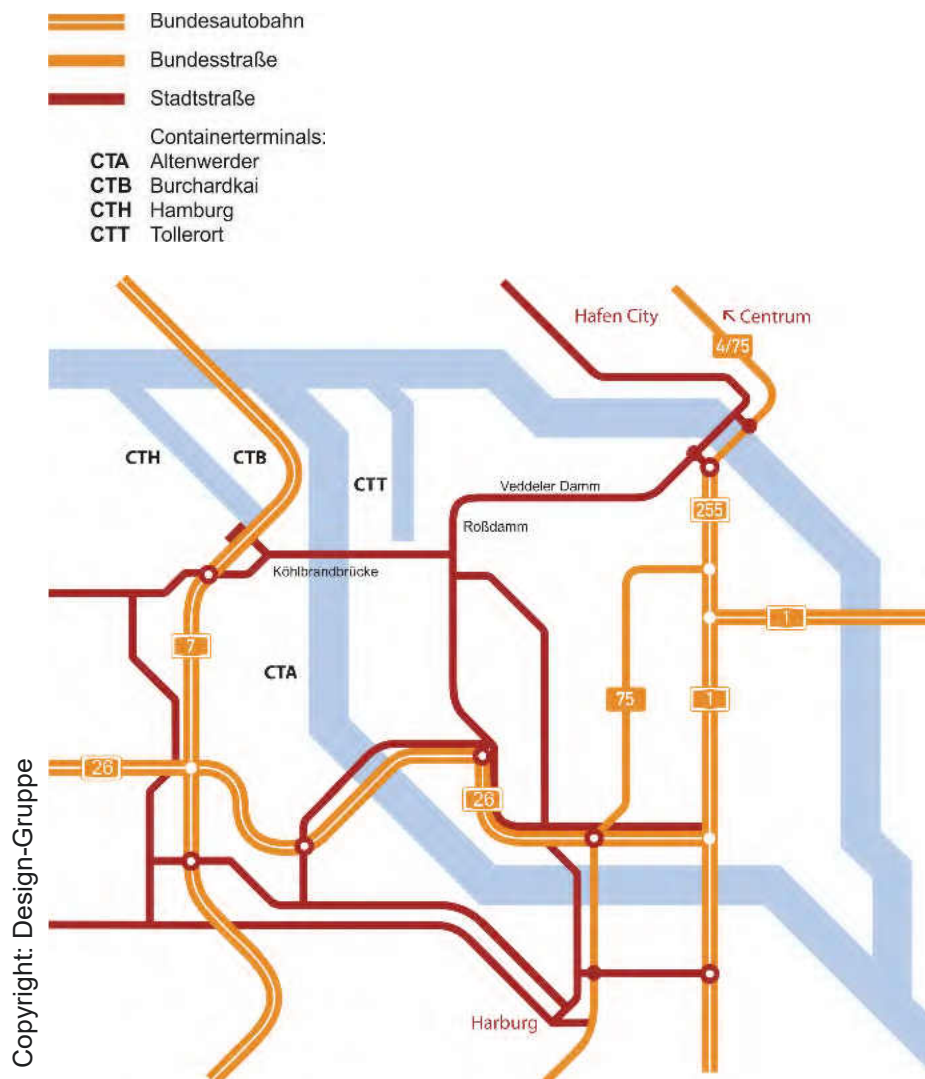 Bundesautobahn
Bundesstraße
Stadtstraße
Containerterminals:
CTA Altenwerder
CTB Burchardkai
CTH Hamburg
CTT Tollerort
Hafen City
Centrum
4/75
CTH
CTB
CTT
Veddeler Damm
255
Roßdamm
Köhlbrandbrücke
1
7
CTA
75
1
26
26
Harburg
Copyright: Design-Gruppe